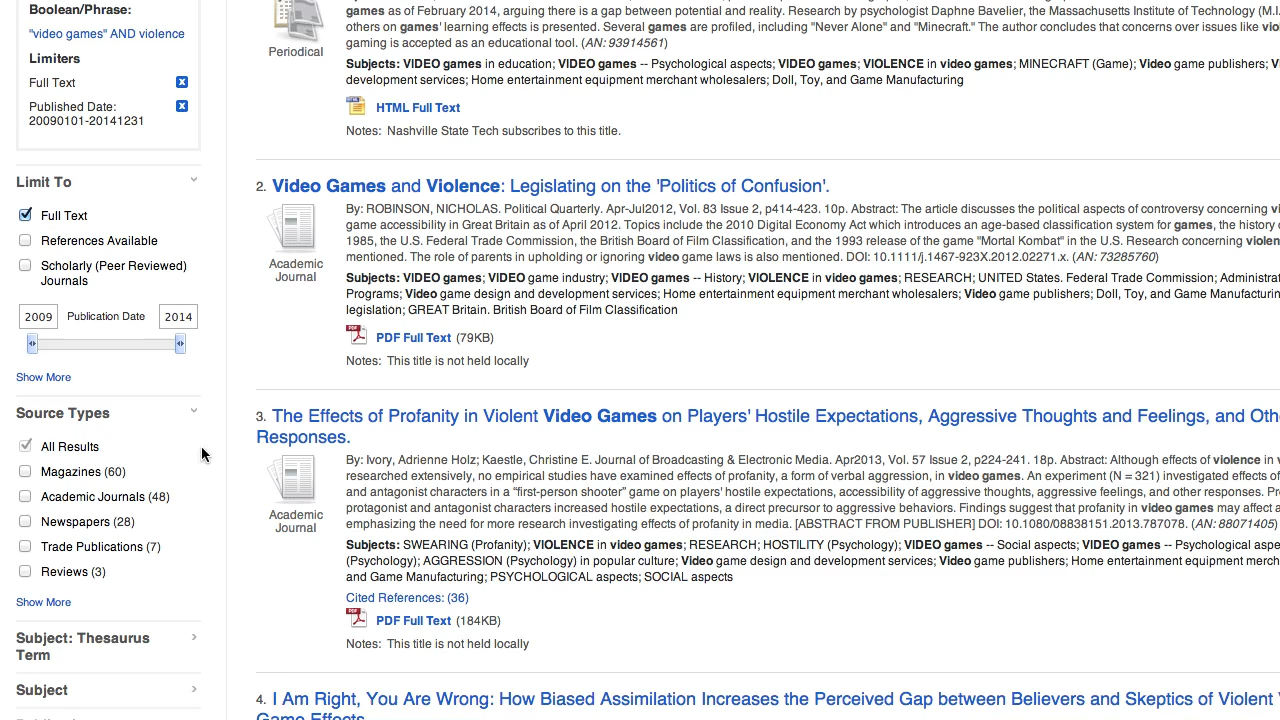 Boolean/Phrase:
"video games" AND violence
Limiters
Full Text
Published Date:
20090101-20141231
Limit To
Full Text
References Available
Scholarly (Peer Reviewed)
Journals
2009 Publication Date 2014
Show More
Source Types
All Results
Magazines (60)
Academic Journals (48)
Newspapers (28)
Trade Publications (7)
Reviews (3)
Show More
Subject: Thesaurus
Term
Subject
Periodical
games as of February 2014, arguing there is a gap between potential and reality. Research by psychologist Daphne Bavelier, the Massachusetts Institute of Technology (M.I.
others on games' learning effects is presented. Several games are profiled, including "Never Alone" and "Minecraft." The author concludes that concerns over issues like vio
gaming is accepted as an educational tool. (AN: 93914561)
Subjects: VIDEO games in education; VIDEO games -- Psychological aspects; VIDEO games; VIOLENCE in video games; MINECRAFT (Game); Video game publishers; V
development services; Home entertainment equipment merchant wholesalers; Doll, Toy, and Game Manufacturing
HTML Full Text
Notes: Nashville State Tech subscribes to this title.
2. Video Games and Violence: Legislating on the 'Politics of Confusion'.
Academic
Journal
By: ROBINSON, NICHOLAS. Political Quarterly. Apr-Jul2012, Vol. 83 Issue 2, p414-423. 10p. Abstract: The article discusses the political aspects of controversy concerning vi
game accessibility in Great Britain as of April 2012. Topics include the 2010 Digital Economy Act which introduces an age-based classification system for games, the history o
1985, the U.S. Federal Trade Commission, the British Board of Film Classification, and the 1993 release of the game "Mortal Kombat" in the U.S. Research concerning violen
mentioned. The role of parents in upholding or ignoring video game laws is also mentioned. DOI: 10.1111/j.1467-923X.2012.02271.x. (AN: 73285760)
Subjects: VIDEO games; VIDEO game industry; VIDEO games -- History; VIOLENCE in video games; RESEARCH; UNITED States. Federal Trade Commission; Administrat
Programs; Video game design and development services; Home entertainment equipment merchant wholesalers; Video game publishers; Doll, Toy, and Game Manufacturin
legislation; GREAT Britain. British Board of Film Classification
PDF Full Text (79KB)
Notes: This title is not held locally
3. The Effects of Profanity in Violent Video Games on Players' Hostile Expectations, Aggressive Thoughts and Feelings, and Othe
Responses.
Academic
Journal
By: Ivory, Adrienne Holz; Kaestle, Christine E. Journal of Broadcasting & Electronic Media. Apr2013, Vol. 57 Issue 2, p224-241. 18p. Abstract: Although effects of violence in v
researched extensively, no empirical studies have examined effects of profanity, a form of verbal aggression, in video games. An experiment (N = 321) investigated effects of
and antagonist characters in a "first-person shooter" game on players' hostile expectations, accessibility of aggressive thoughts, aggressive feelings, and other responses. Pro
protagonist and antagonist characters increased hostile expectations, a direct precursor to aggressive behaviors. Findings suggest that profanity in video games may affect a
emphasizing the need for more research investigating effects of profanity in media. [ABSTRACT FROM PUBLISHER] DOI: 10.1080/08838151.2013.787078. (AN: 88071405)
Subjects: SWEARING (Profanity); VIOLENCE in video games; RESEARCH; HOSTILITY (Psychology); VIDEO games -- Social aspects; VIDEO games -- Psychological aspe
(Psychology); AGGRESSION (Psychology) in popular culture; Video game design and development services; Video game publishers; Home entertainment equipment merch
and Game Manufacturing; PSYCHOLOGICAL aspects; SOCIAL aspects
Cited References: (36)
PDF Full Text (184KB)
Notes: This title is not held locally
4. I Am Right, You Are Wrong: How Biased Assimilation Increases the Perceived Gap between Believers and Skeptics of Violent V
Game Effects.